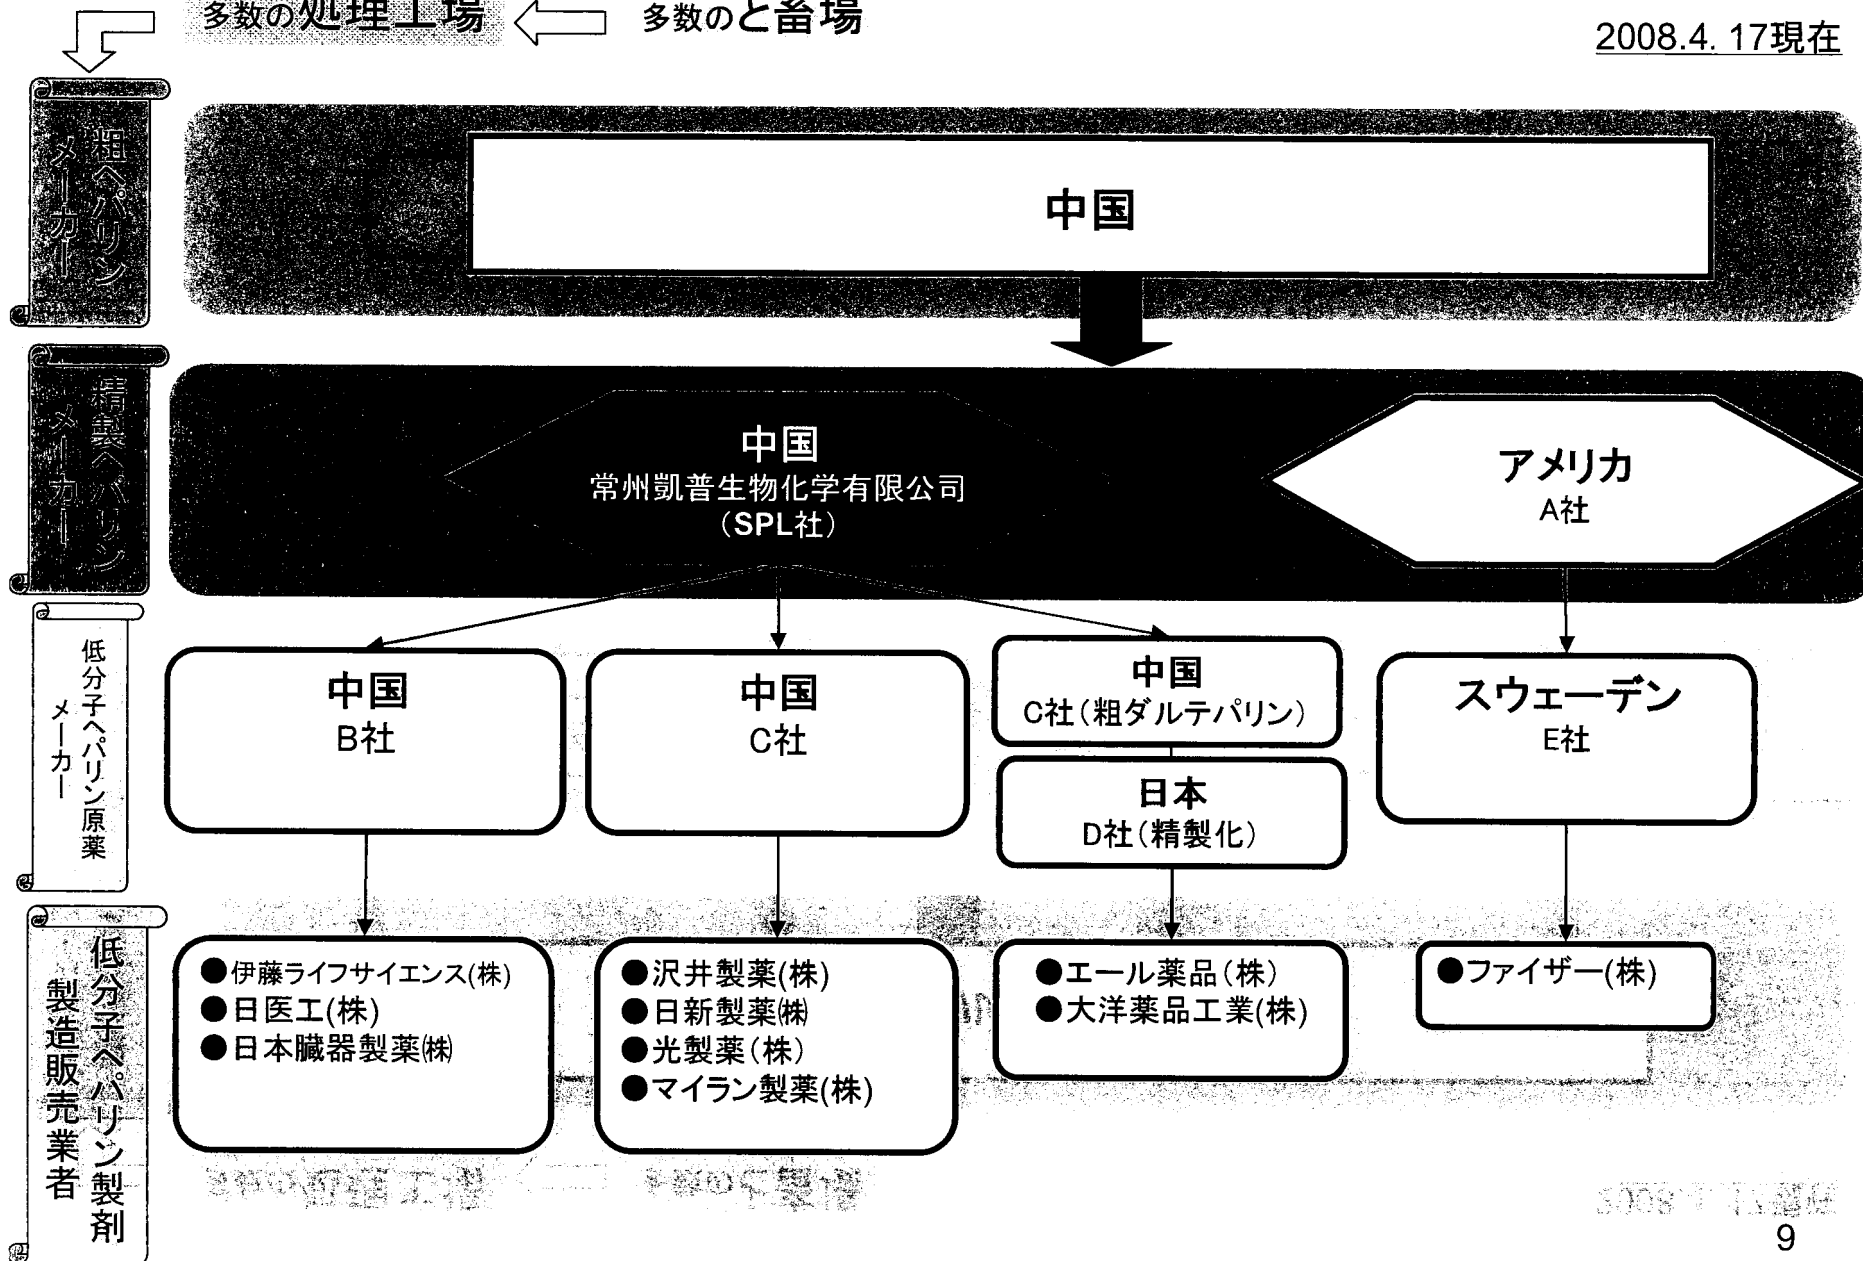 多数の処理工場
多数のと畜場
2008.4.17現在
粗ヘパリン
メーカー
中国
精製ヘパリン
メーカー
中国
常州凱普生物化学有限公司
（SPL社）
アメリカ
A社
低分子ヘパリン原薬
メーカー
中国
B社
中国
C社
中国
C社（粗ダルテパリン）
日本
D社（精製化）
スウェーデン
E社
低分子ヘパリン製剤
製造販売業者
●伊藤ライフサイエンス(株)
●日医工(株)
●日本臓器製薬㈱
●沢井製薬(株)
●日新製薬㈱
●光製薬（株）
●マイラン製薬(株)
●エール薬品（株）
●大洋薬品工業(株)
●ファイザー(株)
9